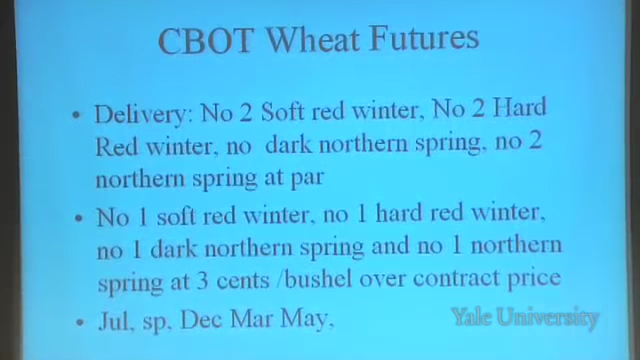 CBOT Wheat Futures
• Delivery: No 2 Soft red winter, No 2 Hard
Red winter, no dark northern spring, no 2
northern spring at par
• No 1 soft red winter, no 1 hard red winter,
no 1 dark northern spring and no 1 northern
spring at 3 cents /bushel over contract price
• Jul, sp, Dec Mar May,
Yale University